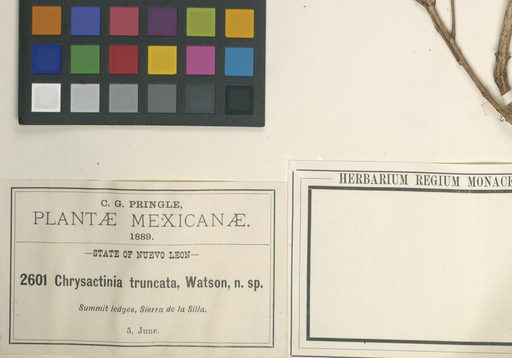 C. G. PRINGLE,
PLANTÆ MEXICANÆ.
1889.
—STATE OF NUEVO LEON—
2601 Chrysactinia truncata, Watson, n. sp.
Summit ledges, Sierra de la Silla.
5, June.
HERBARIUM REGIUM MONACE